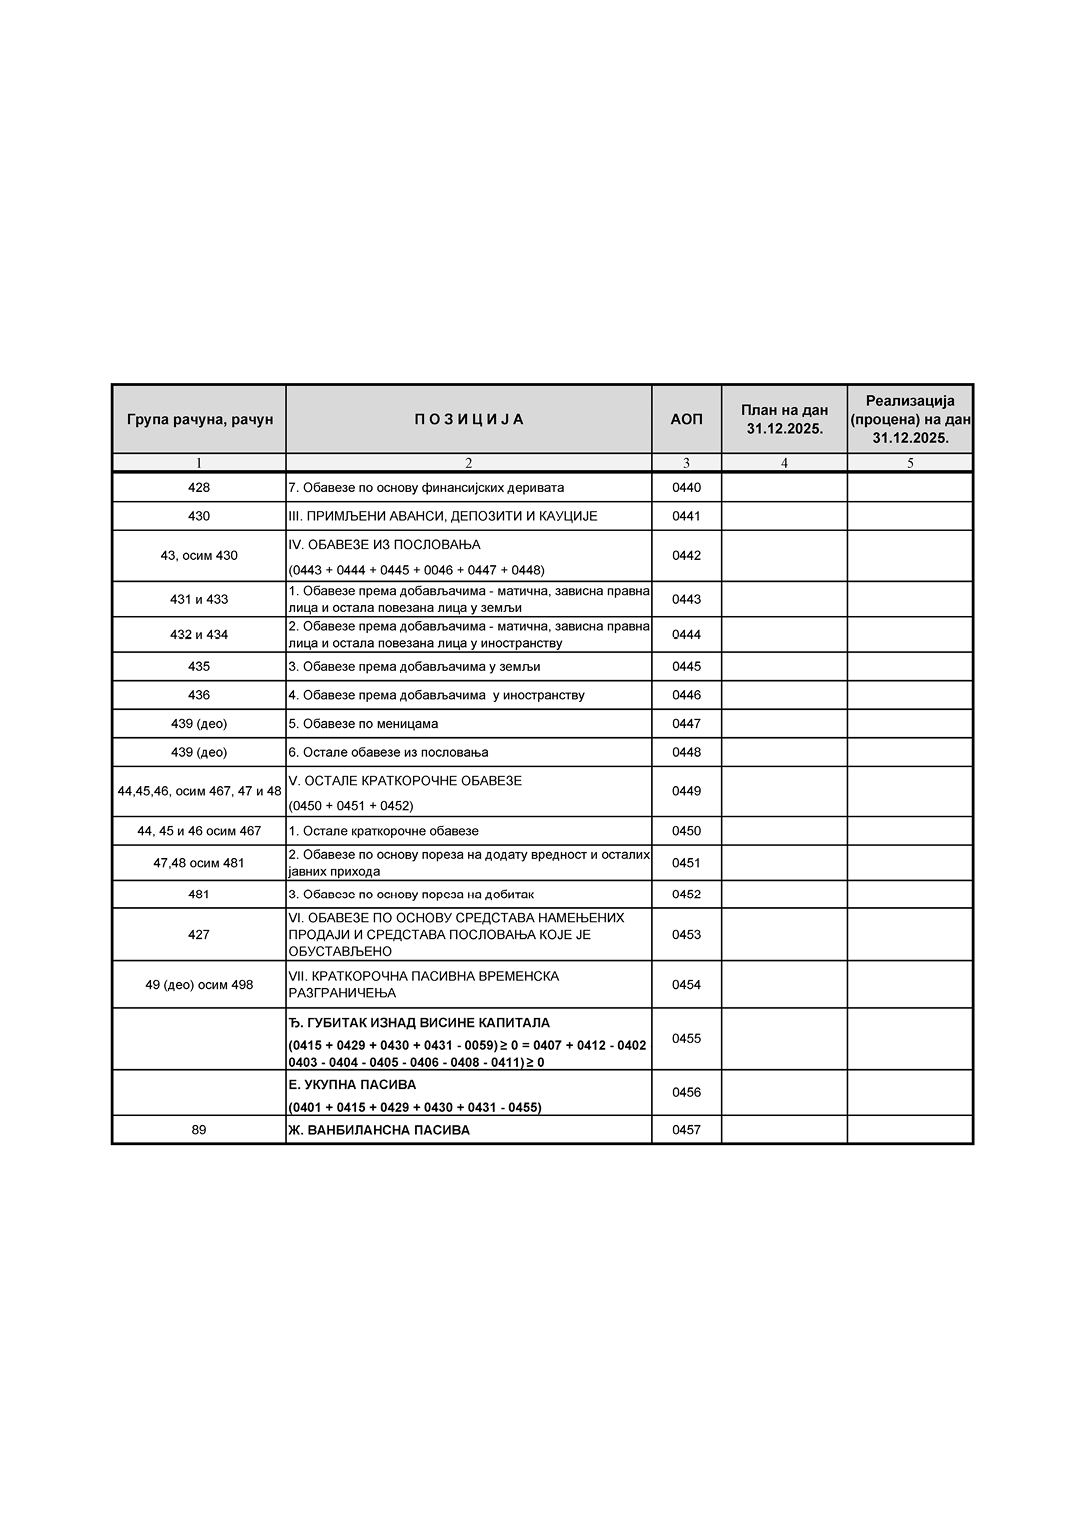 Група рачуна, рачун
П О З И Ц И Ј А
АОП
План на дан
31.12.2025.
Реализација
(процена) на дан
31.12.2025.
1 2 3 4 5
428 7. Обавезе по основу финансијских деривата 0440
430 III. ПРИМЉЕНИ АВАНСИ, ДЕПОЗИТИ И КАУЦИЈЕ 0441
43, осим 430
IV. ОБАВЕЗЕ ИЗ ПОСЛОВАЊА
(0443 + 0444 + 0445 + 0046 + 0447 + 0448)
0442
431 и 433
1. Обавезе према добављачима - матична, зависна правна
лица и остала повезана лица у земљи
0443
432 и 434
2. Обавезе према добављачима - матична, зависна правна
лица и остала повезана лица у иностранству
0444
435 3. Обавезе према добављачима у земљи 0445
436 4. Обавезе према добављачима  у иностранству 0446
439 (део) 5. Обавезе по меницама 0447
439 (део) 6. Остале обавезе из пословања 0448
44,45,46, осим 467, 47 и 48
V. ОСТАЛЕ КРАТКОРОЧНЕ ОБАВЕЗЕ
(0450 + 0451 + 0452)
0449
44, 45 и 46 осим 467 1. Остале краткорочне обавезе 0450
47,48 осим 481
2. Обавезе по основу пореза на додату вредност и осталих
јавних прихода
0451
481 3. Обавезе по основу пореза на добитак 0452
427
VI. ОБАВЕЗЕ ПО ОСНОВУ СРЕДСТАВА НАМЕЊЕНИХ
ПРОДАЈИ И СРЕДСТАВА ПОСЛОВАЊА КОЈЕ ЈЕ
ОБУСТАВЉЕНО
0453
49 (део) осим 498
VII. КРАТКОРОЧНА ПАСИВНА ВРЕМЕНСКА
РАЗГРАНИЧЕЊА
0454
Ђ. ГУБИТАК ИЗНАД ВИСИНЕ КАПИТАЛА
(0415 + 0429 + 0430 + 0431 - 0059) ≥ 0 = 0407 + 0412 - 0402
0403 - 0404 - 0405 - 0406 - 0408 - 0411) ≥ 0
0455
Е. УКУПНА ПАСИВА
(0401 + 0415 + 0429 + 0430 + 0431 - 0455)
0456
89 Ж. ВАНБИЛАНСНА ПАСИВА 0457